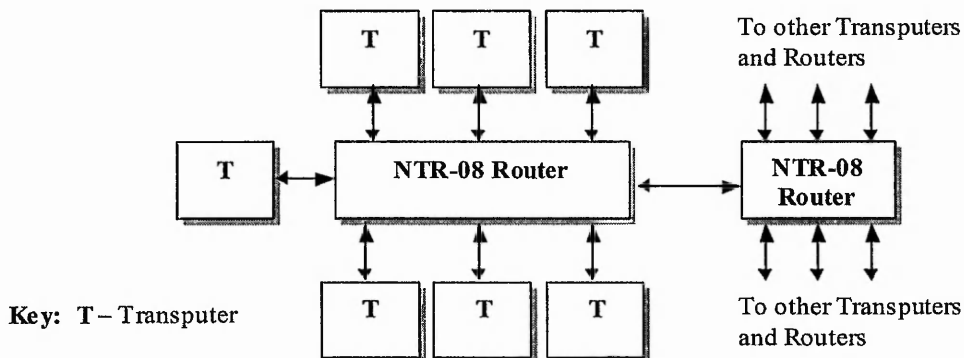 T T T
To other Transputers
and Routers
T
NTR-08 Router
NTR-08
Router
T T T
Key: T – Transputer
To other Transputers
and Routers